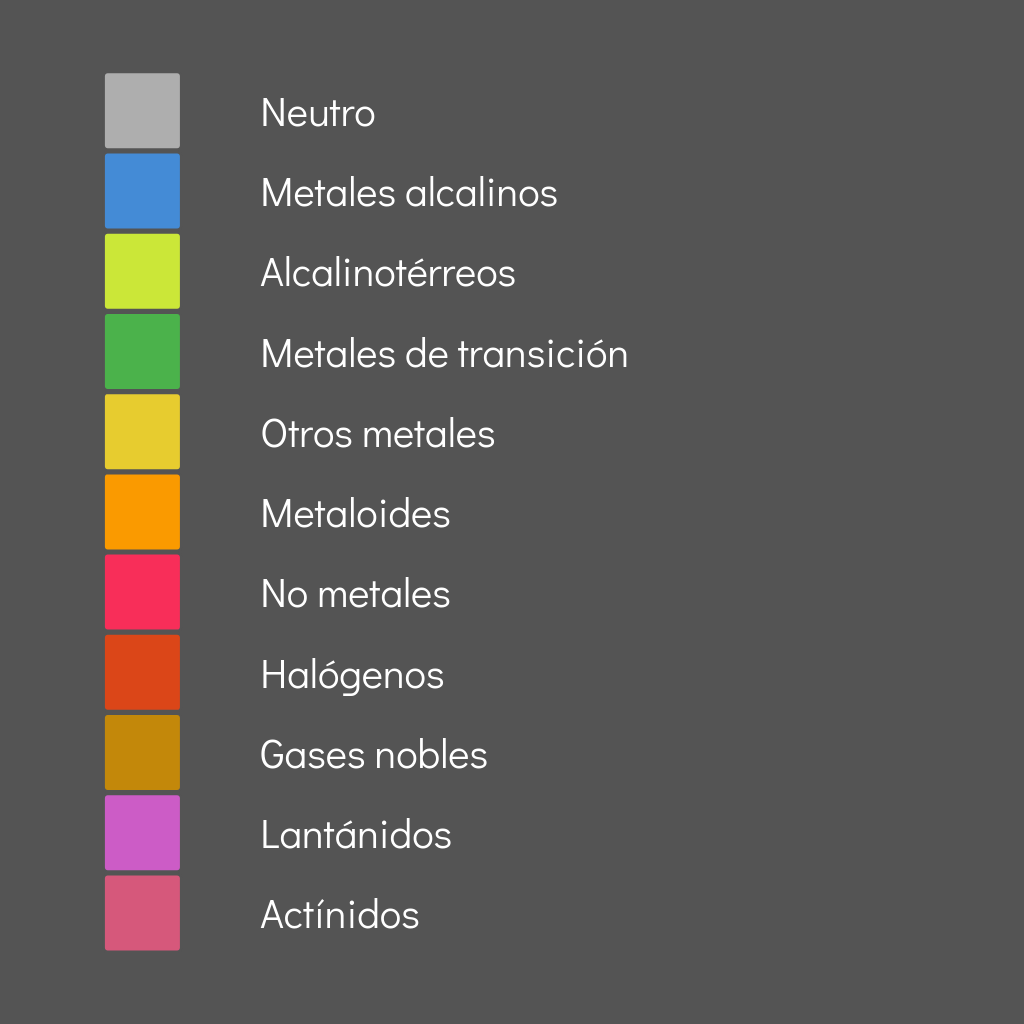 Neutro
Metales alcalinos
Alcalinotérreos
Metales de transición
Otros metales
Metaloides
No metales
Halógenos
Gases nobles
Lantánidos
Actínidos